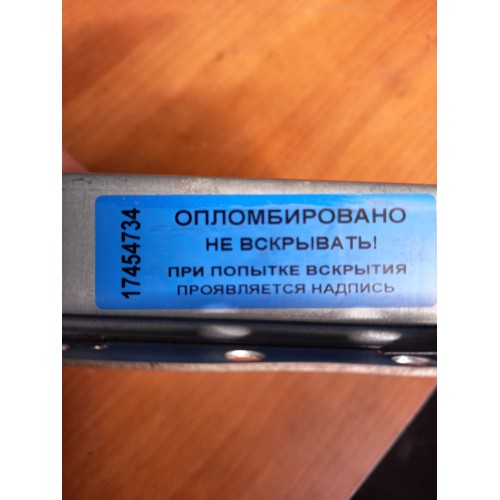 17454734
ОПЛОМБИРОВАНО
НЕ ВСКРЫВАТЬ!
ПРИ ПОПЫТКЕ ВСКРЫТИЯ
ПРОЯВЛЯЕТСЯ НАДПИСЬ